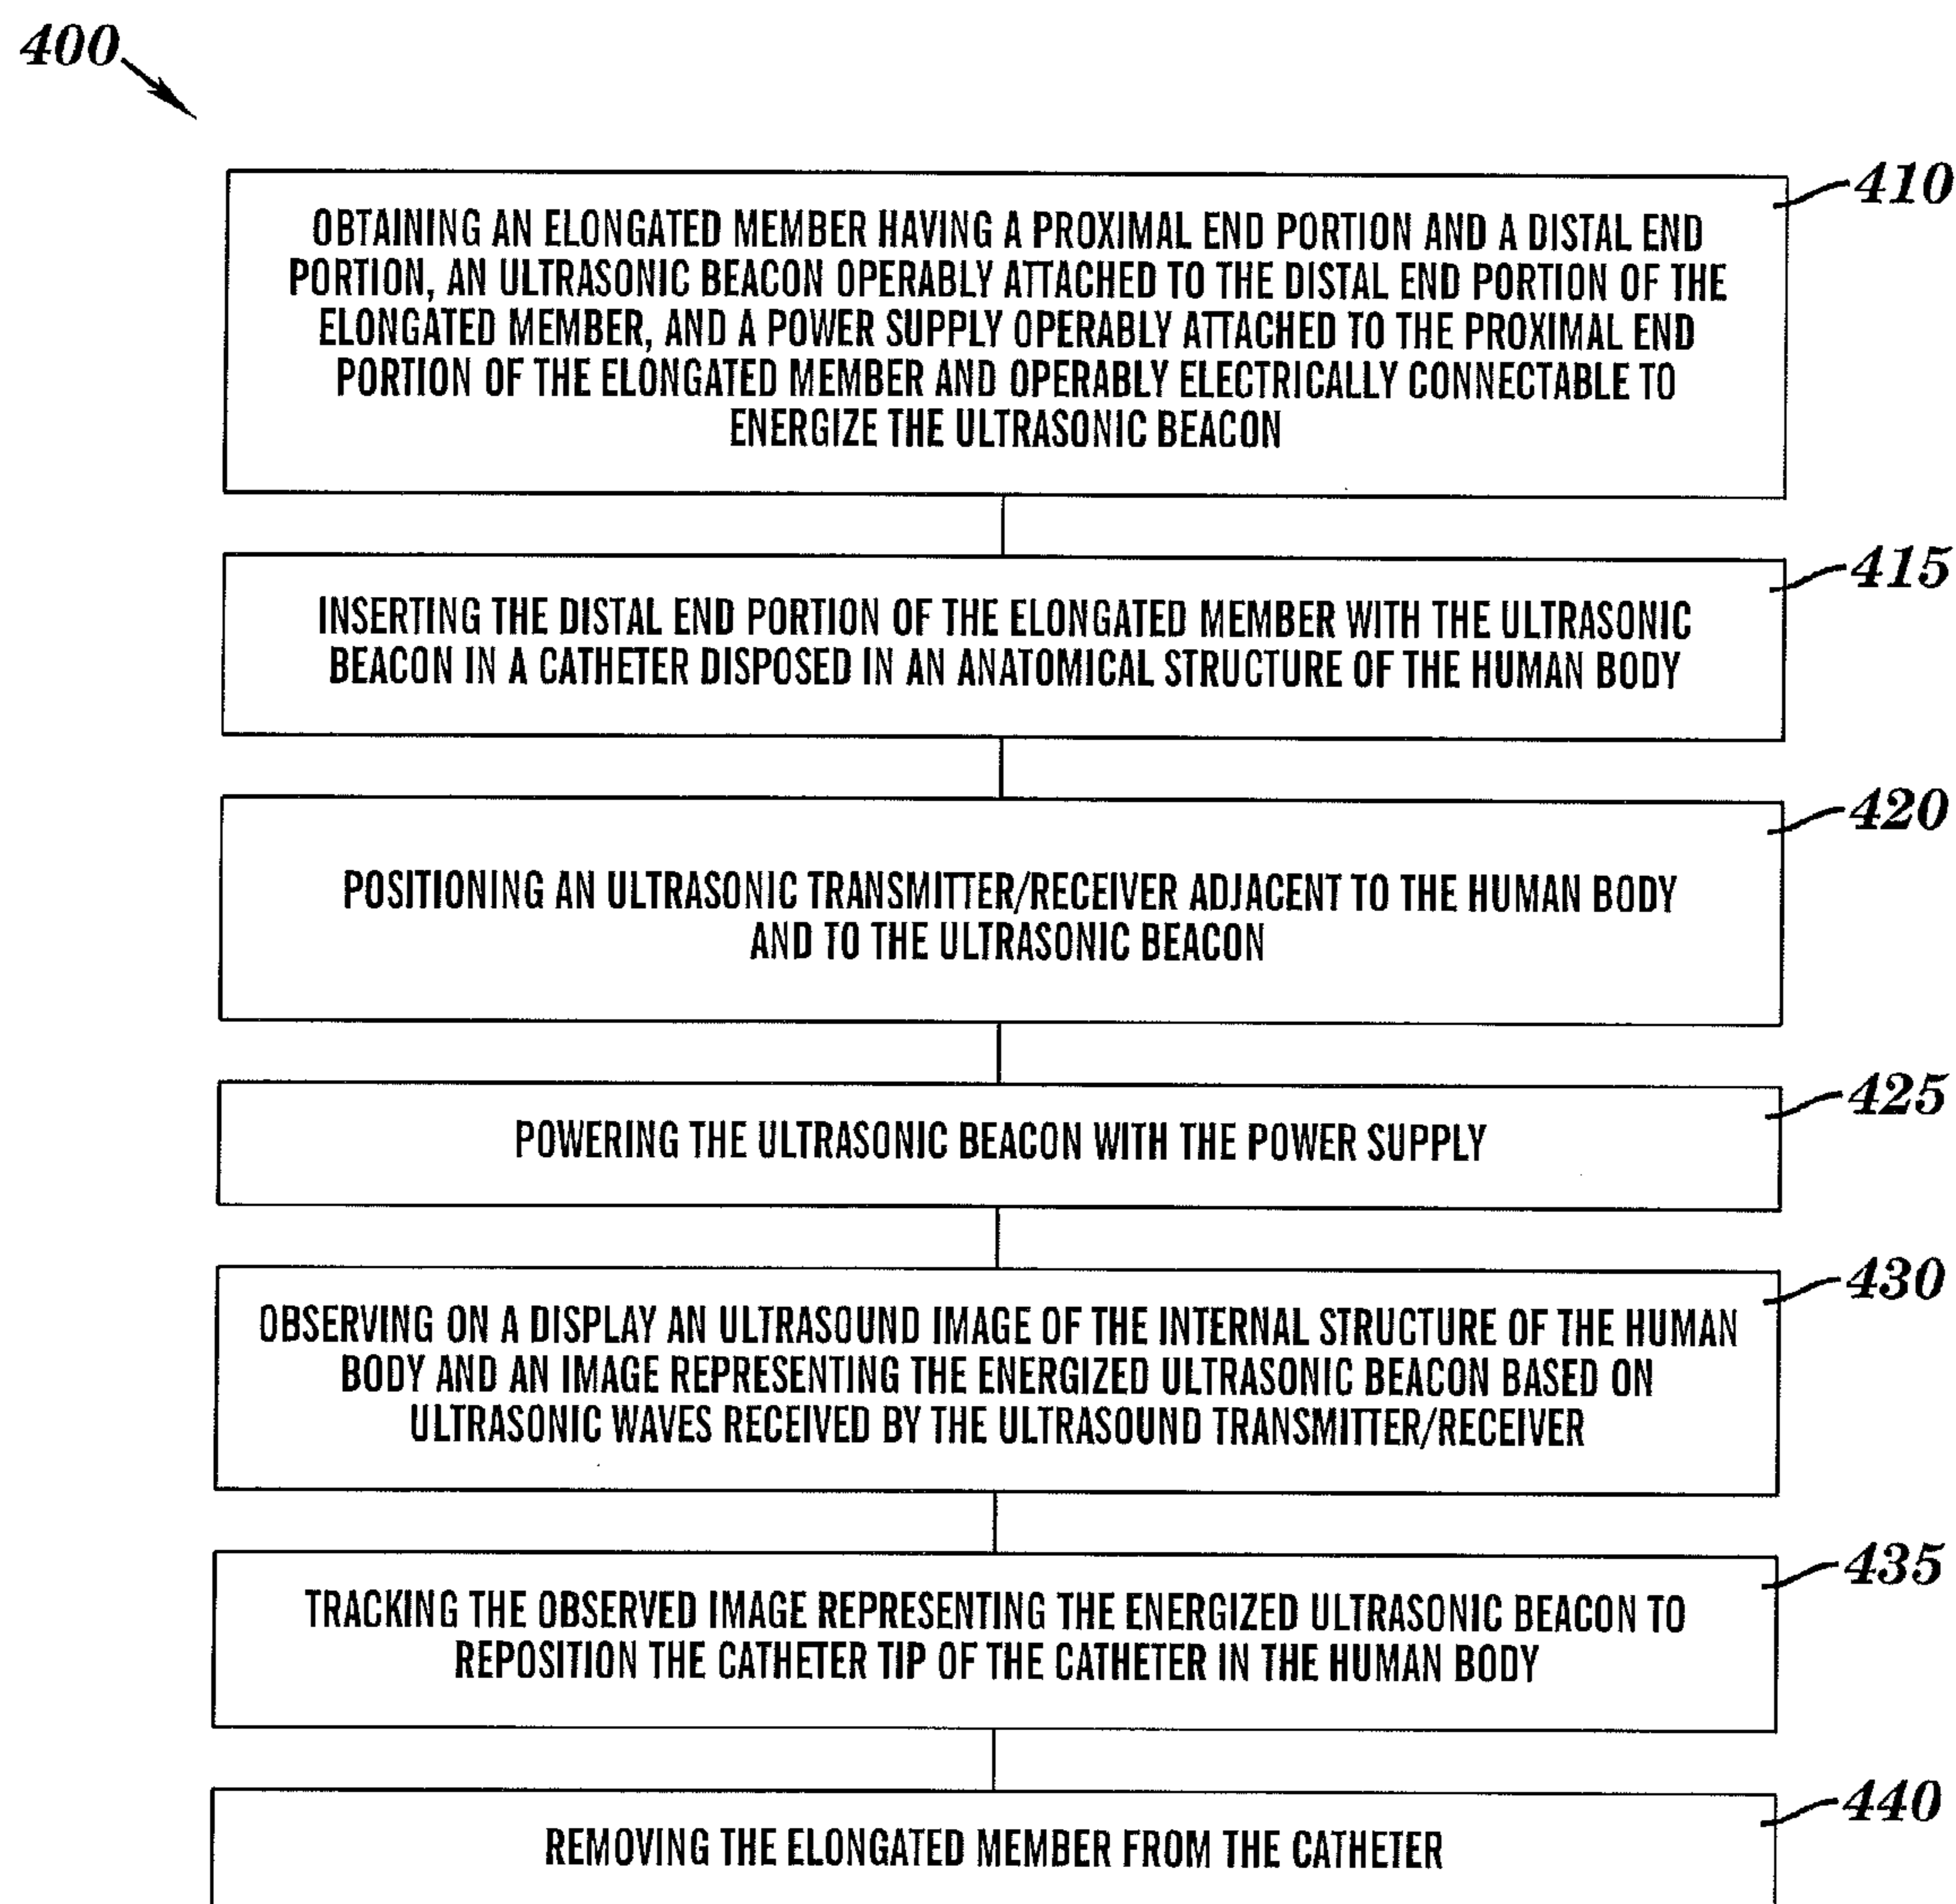 400
410
OBTAINING AN ELONGATED MEMBER HAVING A PROXIMAL END PORTION AND A DISTAL END
PORTION, AN ULTRASONIC BEACON OPERABLY ATTACHED TO THE DISTAL END PORTION OF THE
ELONGATED MEMBER, AND A POWER SUPPLY OPERABLY ATTACHED TO THE PROXIMAL END
PORTION OF THE ELONGATED MEMBER AND OPERABLY ELECTRICALLY CONNECTABLE TO
ENERGIZE THE ULTRASONIC BEACON
415
INSERTING THE DISTAL END PORTION OF THE ELONGATED MEMBER WITH THE ULTRASONIC
BEACON IN A CATHETER DISPOSED IN AN ANATOMICAL STRUCTURE OF THE HUMAN BODY
420
POSITIONING AN ULTRASONIC TRANSMITTER/RECEIVER ADJACENT TO THE HUMAN BODY
AND TO THE ULTRASONIC BEACON
425
POWERING THE ULTRASONIC BEACON WITH THE POWER SUPPLY
430
OBSERVING ON A DISPLAY AN ULTRASOUND IMAGE OF THE INTERNAL STRUCTURE OF THE HUMAN
BODY AND AN IMAGE REPRESENTING THE ENERGIZED ULTRASONIC BEACON BASED ON
ULTRASONIC WAVES RECEIVED BY THE ULTRASOUND TRANSMITTER/RECEIVER
435
TRACKING THE OBSERVED IMAGE REPRESENTING THE ENERGIZED ULTRASONIC BEACON TO
REPOSITION THE CATHETER TIP OF THE CATHETER IN THE HUMAN BODY
440
REMOVING THE ELONGATED MEMBER FROM THE CATHETER